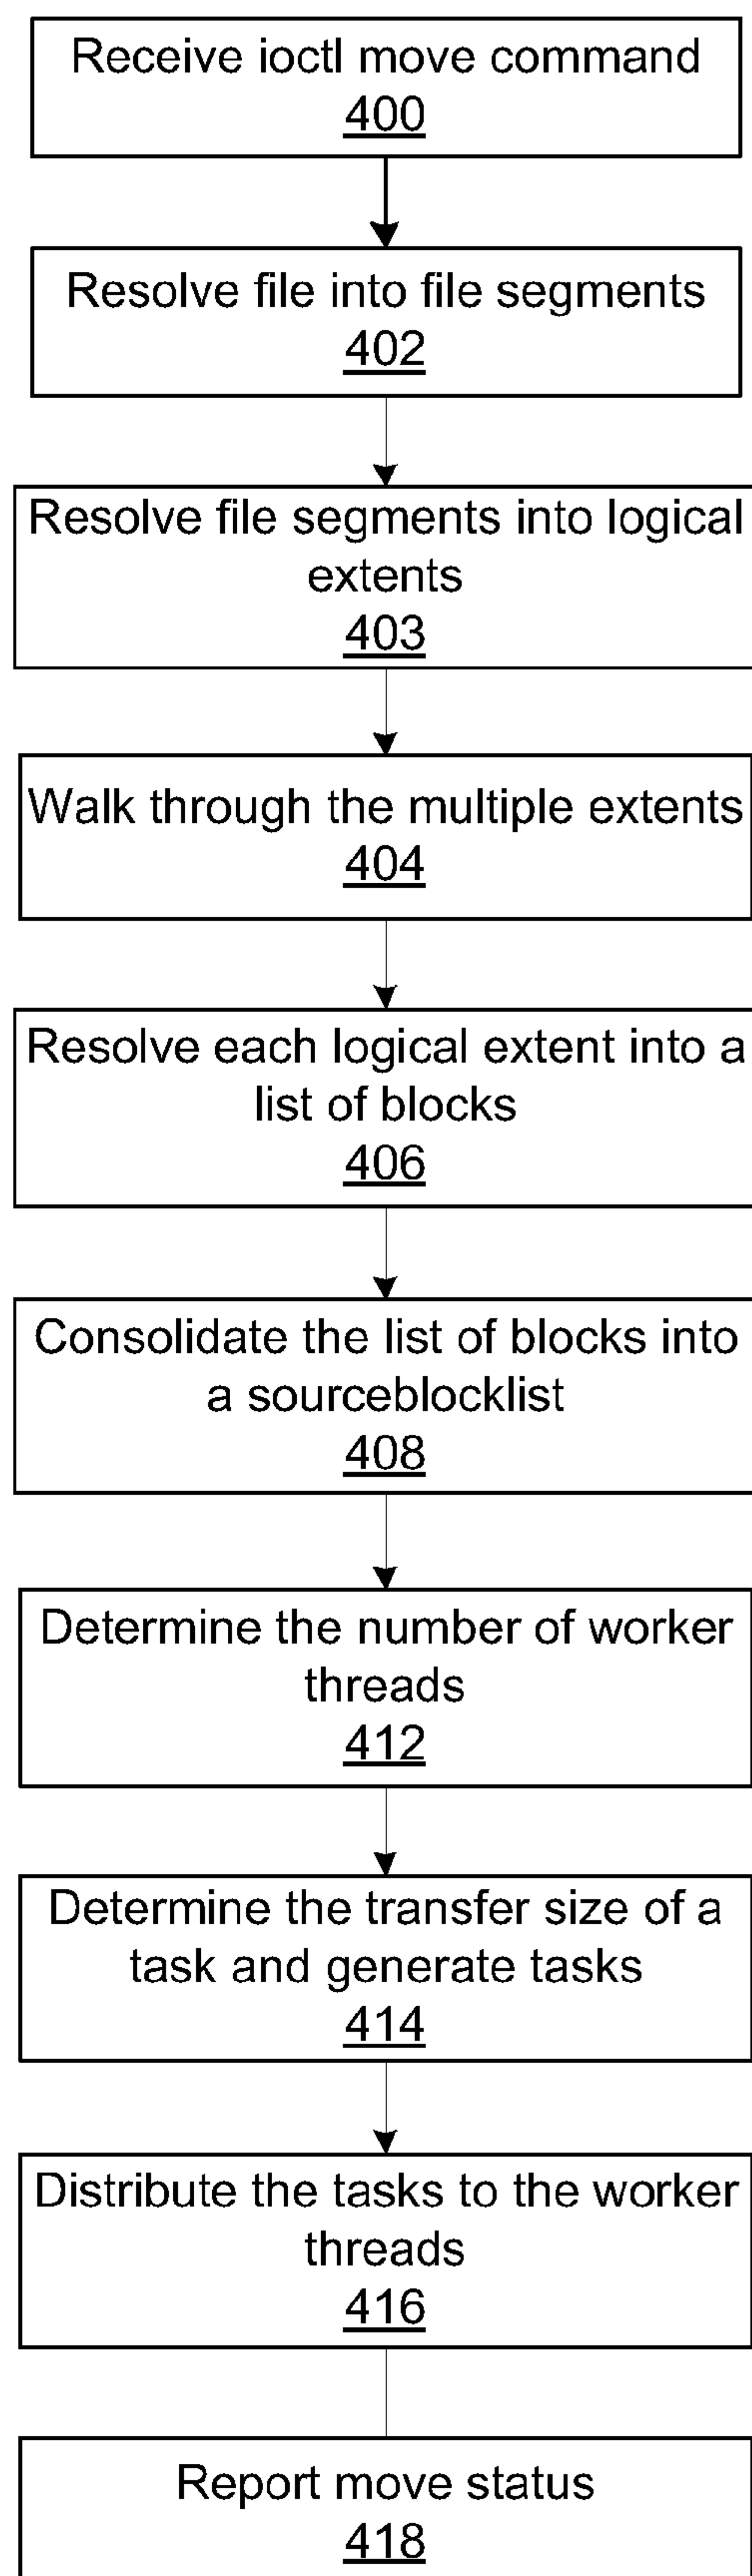 Receive ioctl move command
400
Resolve file into file segments
402
Resolve file segments into logical
extents
403
Walk through the multiple extents
404
Resolve each logical extent into a
list of blocks
406
Consolidate the list of blocks into
a sourceblocklist
408
Determine the number of worker
threads
412
Determine the transfer size of a
task and generate tasks
414
Distribute the tasks to the worker
threads
416
Report move status
418